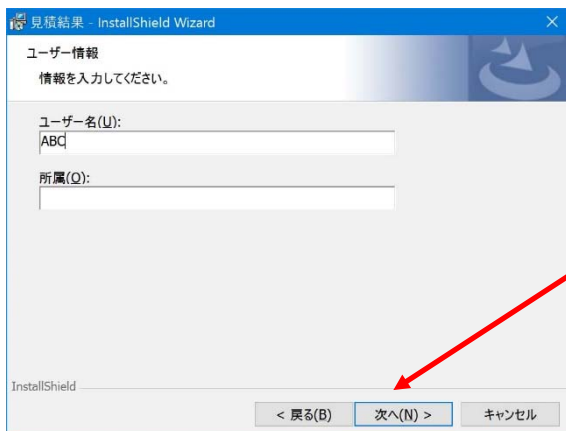 見積結果 - InstallShield Wizard
ユーザー情報
情報を入力してください。
ユーザー名(U):
ABC
所属(O):
InstallShield
< 戻る(B) 次へ(N) > キャンセル